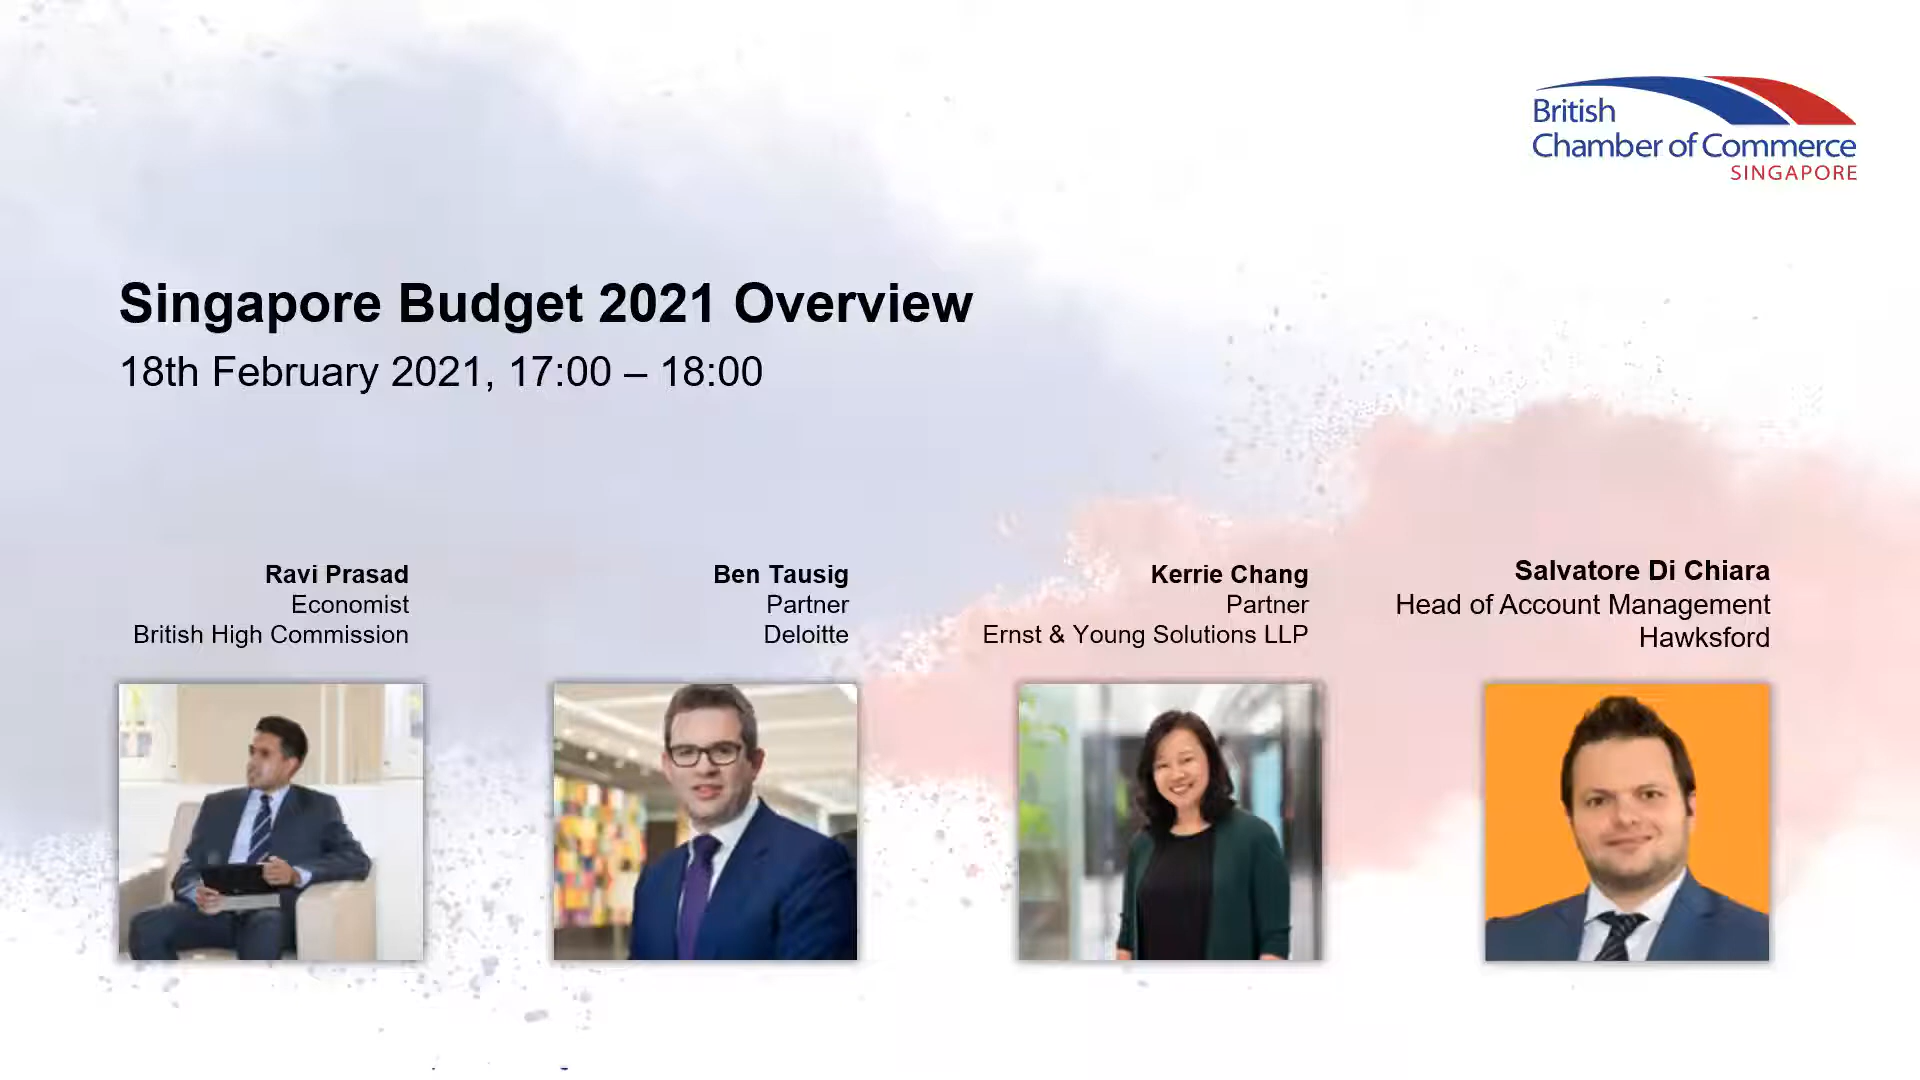 British
Chamber of Commerce
SINGAPORE
Singapore Budget 2021 Overview
18th February 2021, 17:00 – 18:00
Ravi Prasad
Economist
British High Commission
Ben Tausig
Partner
Deloitte
Kerrie Chang
Partner
Ernst & Young Solutions LLP
Salvatore Di Chiara
Head of Account Management
Hawksford